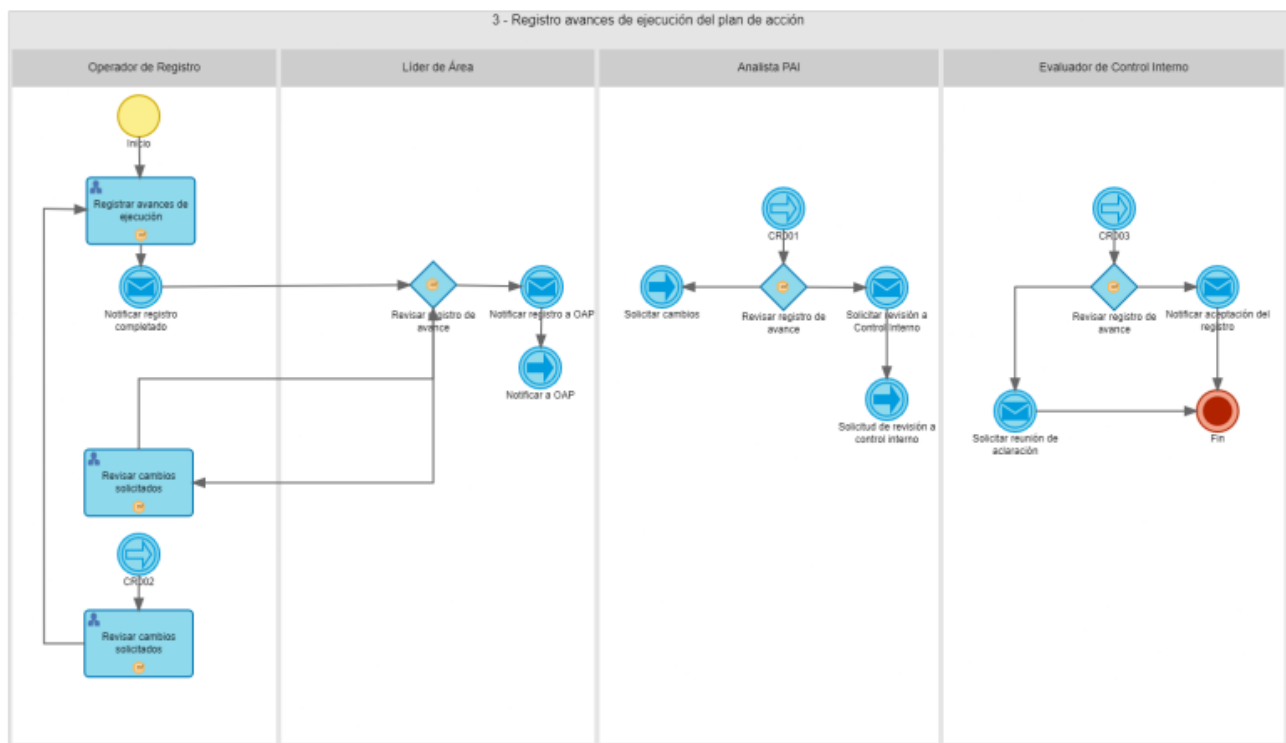 3 - Registro avances de ejecución del plan de acción
Operador de Registro
Líder de Área
Analista PAI
Evaluador de Control Interno
Inicio
Registrar avances de
ejecución
Notificar registro
completado
Revisar cambios
solicitados
CR002
Revisar cambios
solicitados
Revisar registro de
avance
Notificar registro a OAP
Notificar a OAP
CR001
Solicitar cambios
Revisar registro de
avance
Solicitar revisión a
Control Interno
Solicitud de revisión a
control interno
CR003
Revisar registro de
avance
Notificar aceptación del
registro
Solicitar reunión de
aclaración
Fin